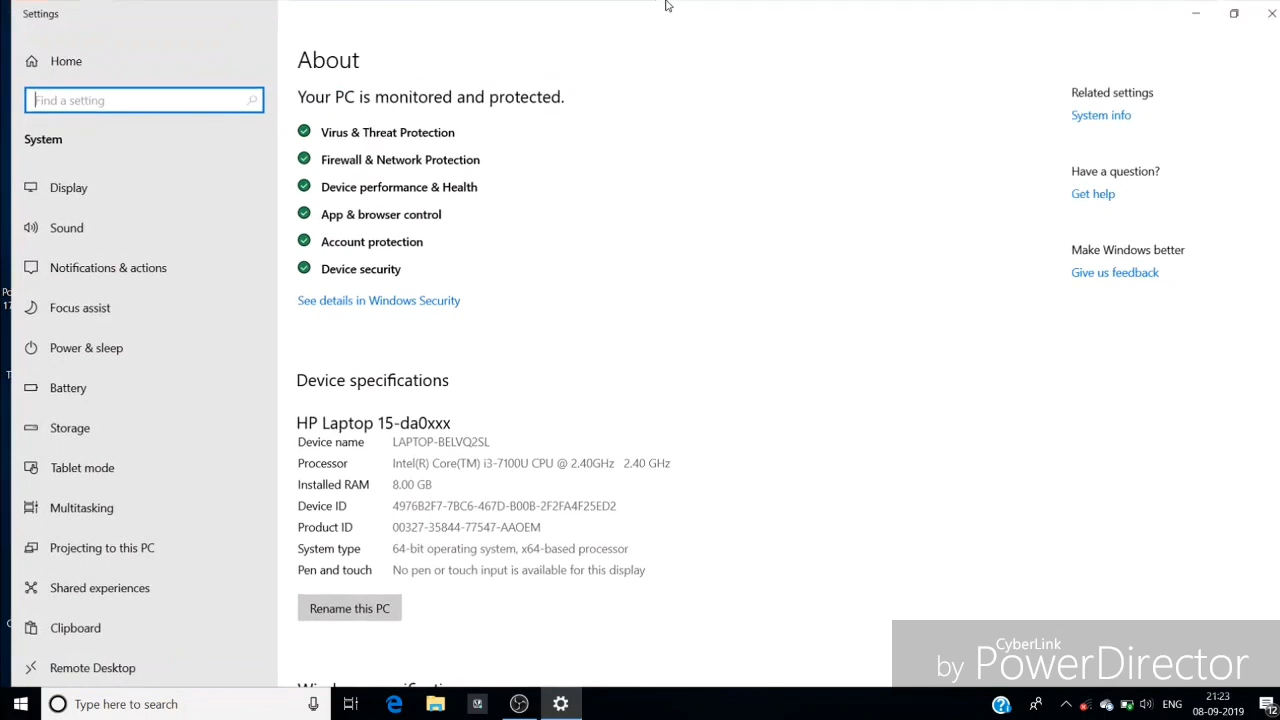 Settings
Home
Find a setting
System
Display
Sound
Notifications & actions
Focus assist
Power & sleep
Battery
Storage
Tablet mode
Multitasking
Projecting to this PC
Shared experiences
Clipboard
Remote Desktop
About
Your PC is monitored and protected.
Virus & Threat Protection
Firewall & Network Protection
Device performance & Health
App & browser control
Account protection
Device security
See details in Windows Security
Device specifications
HP Laptop 15-da0xxx
Device name LAPTOP-BELVQ2SL
Processor Intel(R) Core(TM) i3-7100U CPU @ 2.40GHz 2.40 GHz
Installed RAM 8.00 GB
Device ID 4976B2F7-7BC6-467D-B00B-2F2FA4F25ED2
Product ID 00327-35844-77547-AAOEM
System type 64-bit operating system, x64-based processor
Pen and touch No pen or touch input is available for this display
Rename this PC
Related settings
System info
Have a question?
Get help
Make Windows better
Give us feedback
CyberLink
by PowerDirector
Type here to search
ENG
21:23
08-09-2019
12